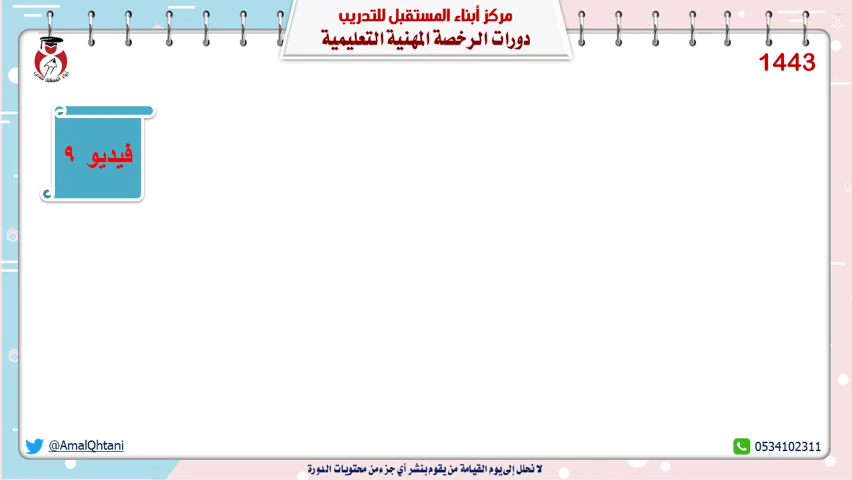 مركز أبناء المستقبل للتدريب
دورات الرخصة المهنية التعليمية
1443
فيديو ٩
@AmalQhtani
0534102311
لا نحلل إلى يوم القيامة من يقوم بنشر أي جزء من محتويات الدورة